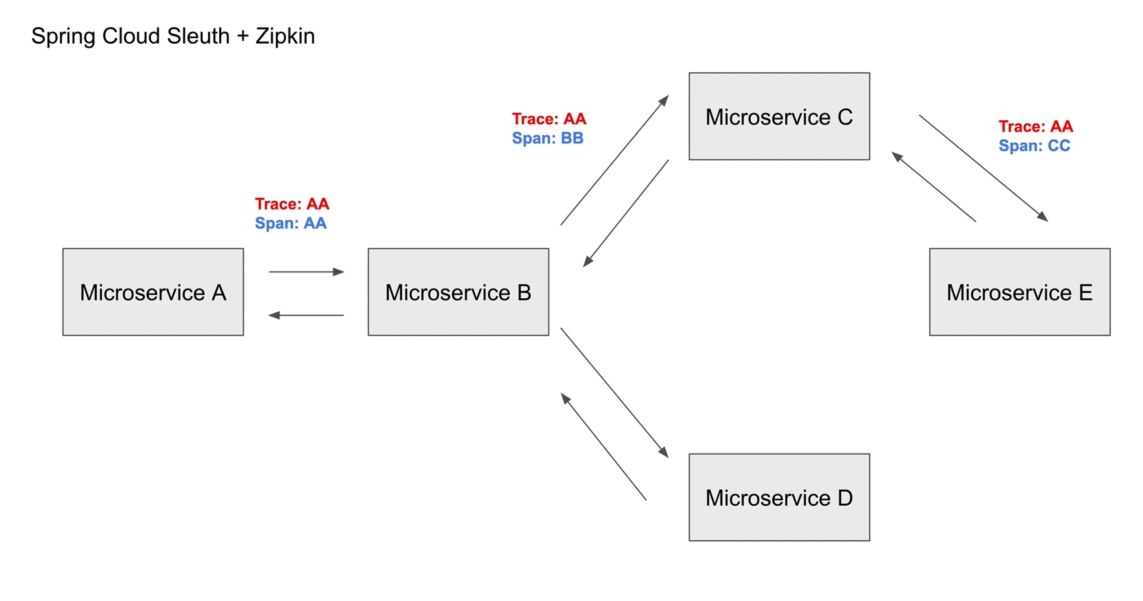 Spring Cloud Sleuth + Zipkin
Trace: AA
Span: BB
Microservice C
Trace: AA
Span: CC
Trace: AA
Span: AA
Microservice A
Microservice B
Microservice E
Microservice D